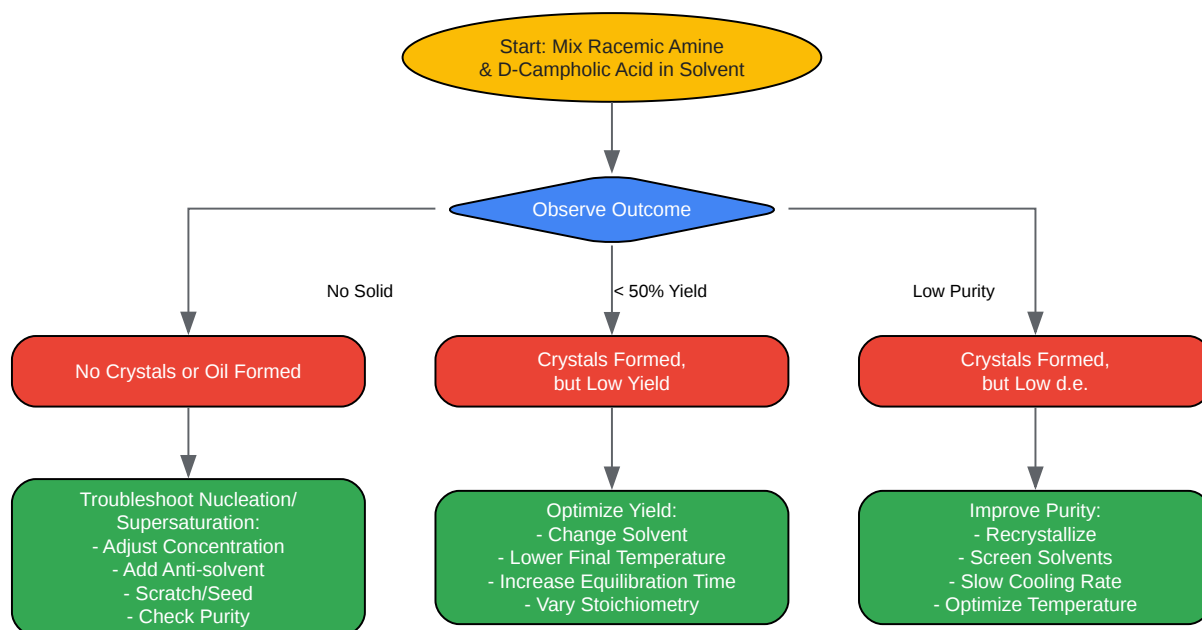 Start: Mix Racemic Amine
& D-Campholic Acid in Solvent
Observe Outcome
No Solid
< 50% Yield
Low Purity
No Crystals or Oil Formed
Crystals Formed,
but Low Yield
Crystals Formed,
but Low d.e.
Troubleshoot Nucleation/
Supersaturation:
- Adjust Concentration
- Add Anti-solvent
- Scratch/Seed
- Check Purity
Optimize Yield:
- Change Solvent
- Lower Final Temperature
- Increase Equilibration Time
- Vary Stoichiometry
Improve Purity:
- Recrystallize
- Screen Solvents
- Slow Cooling Rate
- Optimize Temperature